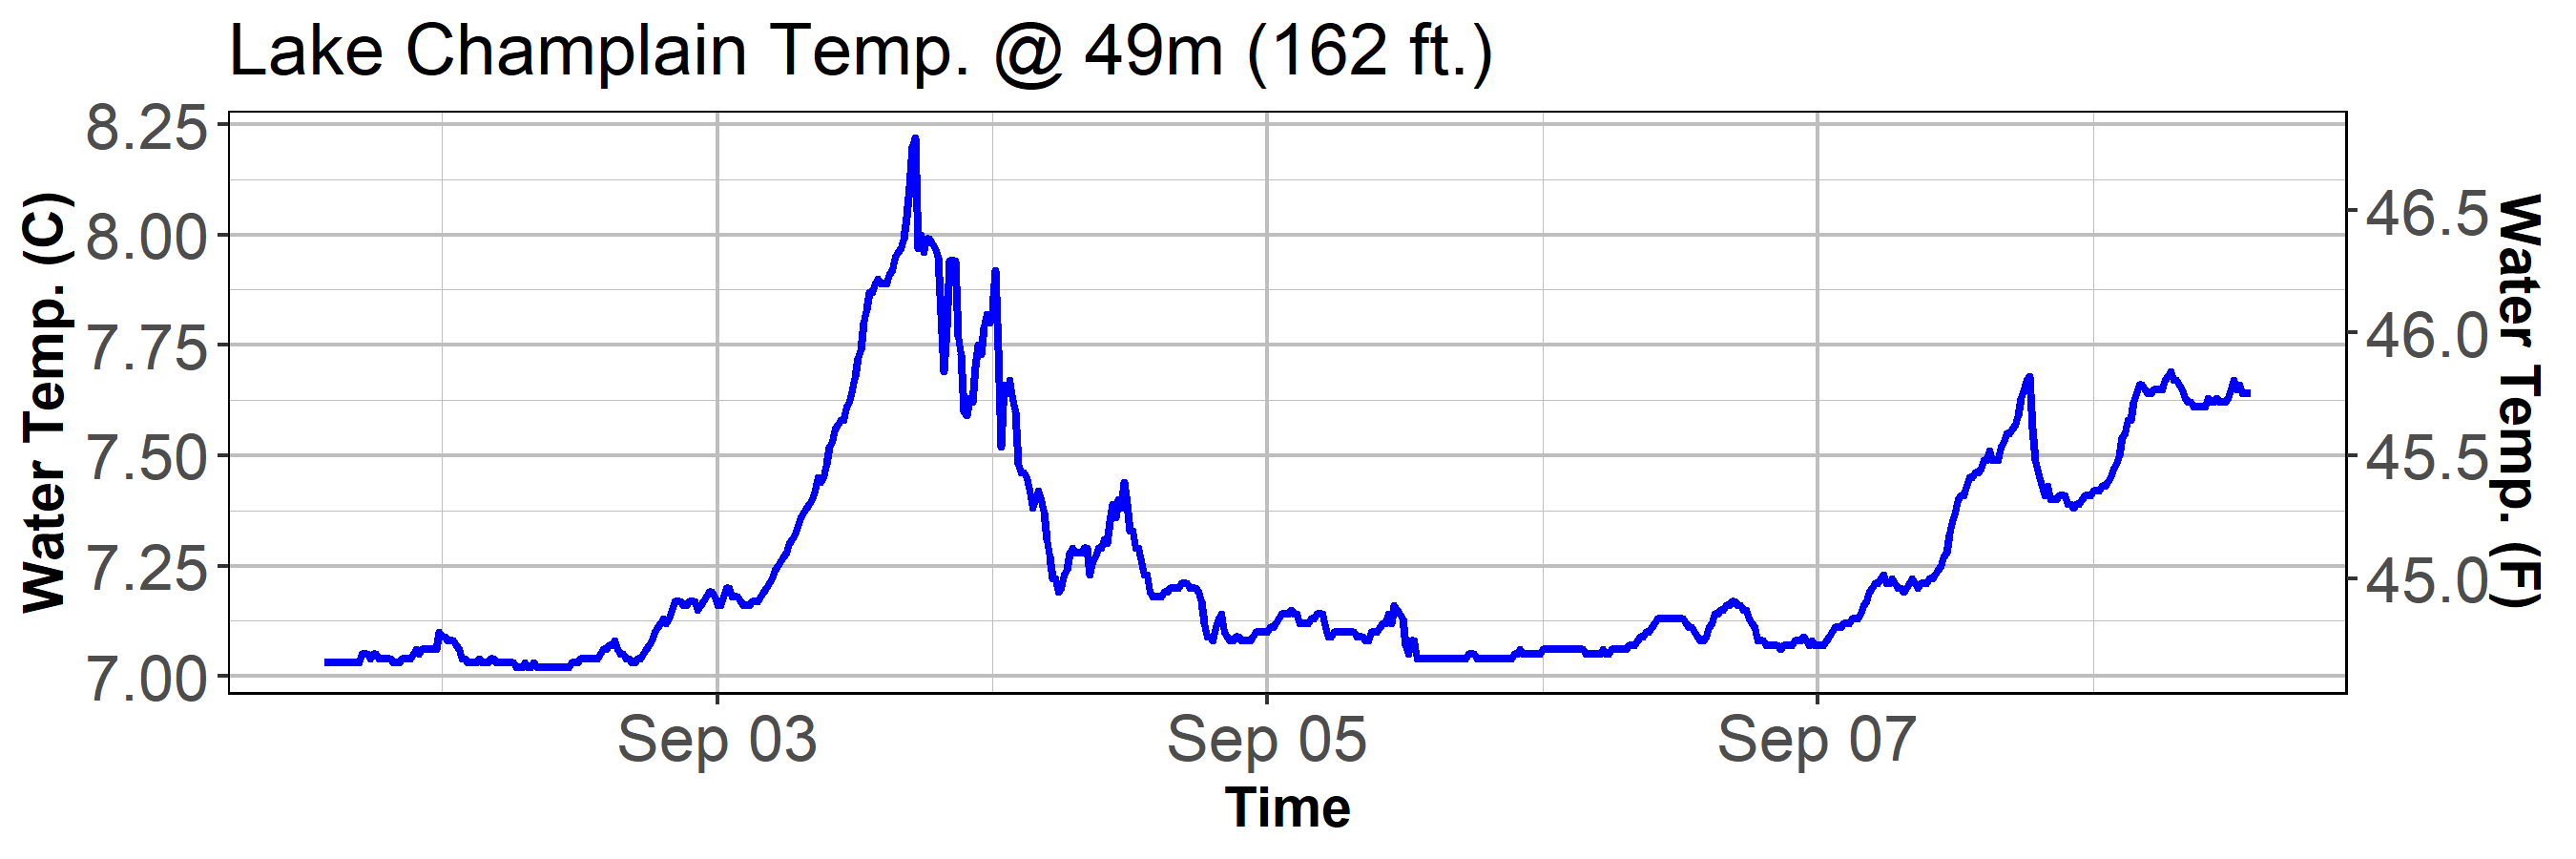 Lake Champlain Temp. @ 49m (162 ft.)
Water Temp. (C)
8.25
8.00
7.75
7.50
7.25
7.00
46.5
46.0
45.5
45.0
Water Temp. (F)
Sep 03 Sep 05 Sep 07
Time